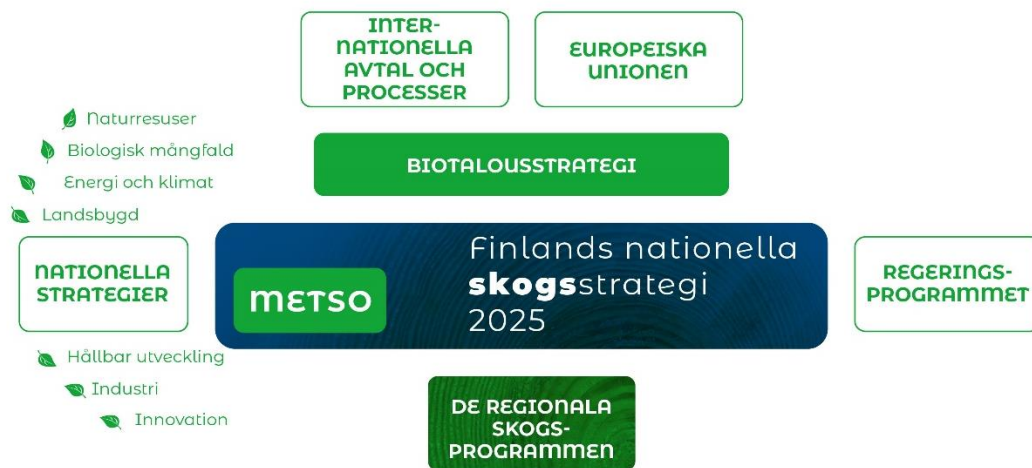 INTER-
NATIONELLA
AVTAL OCH
PROCESSER
EUROPEISKA
UNIONEN
Naturresuser
Biologisk mångfald
Energi och klimat
Landsbygd
BIOTALOUSSTRATEGI
NATIONELLA
STRATEGIER
METSO
Finlands nationella
skogsstrategi
2025
REGERINGS-
PROGRAMMET
Hållbar utveckling
Industri
Innovation
DE REGIONALA
SKOGS-
PROGRAMMEN